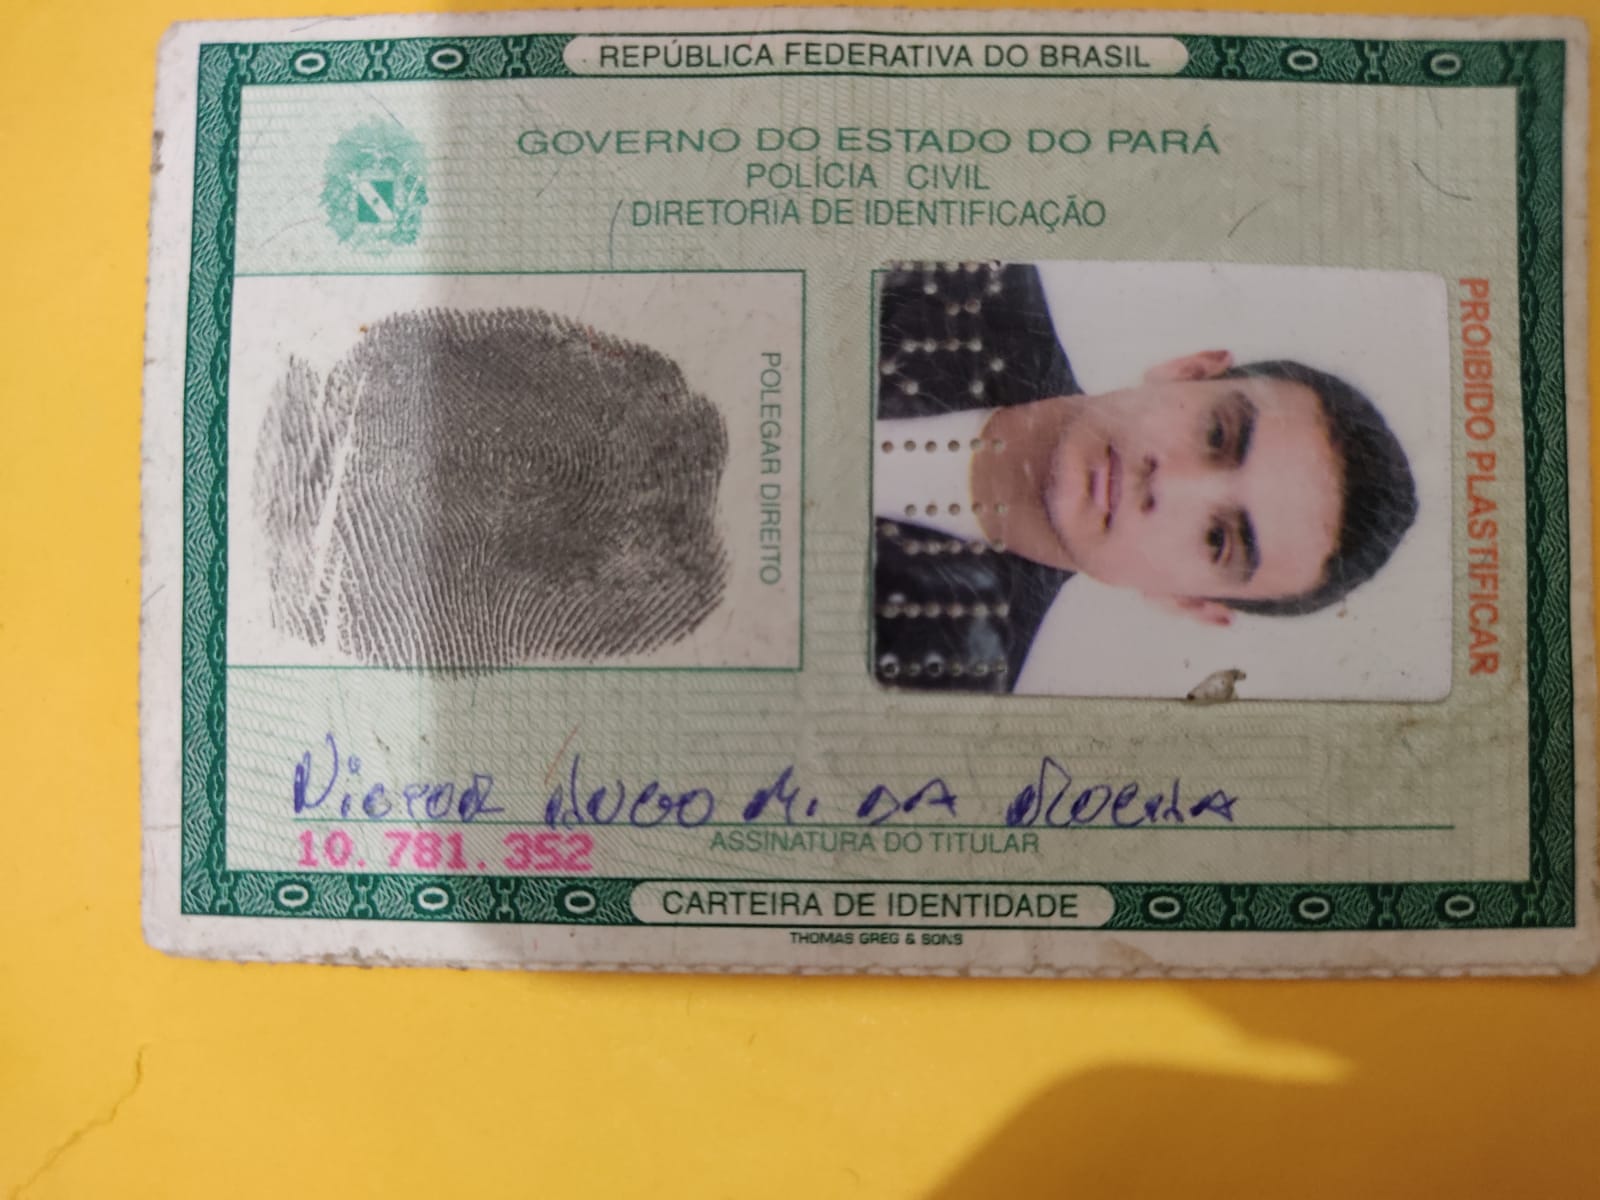 REPÚBLICA FEDERATIVA DO BRASIL
GOVERNO DO ESTADO DO PARÁ
POLÍCIA CIVIL
DIRETORIA DE IDENTIFICAÇÃO
POLEGAR DIREITO
PROIBIDO PLASTIFICAR
Victor Hugo M. DA ROCHA
10.781.352
ASSINATURA DO TITULAR
CARTEIRA DE IDENTIDADE
THOMAS GREG & SONS